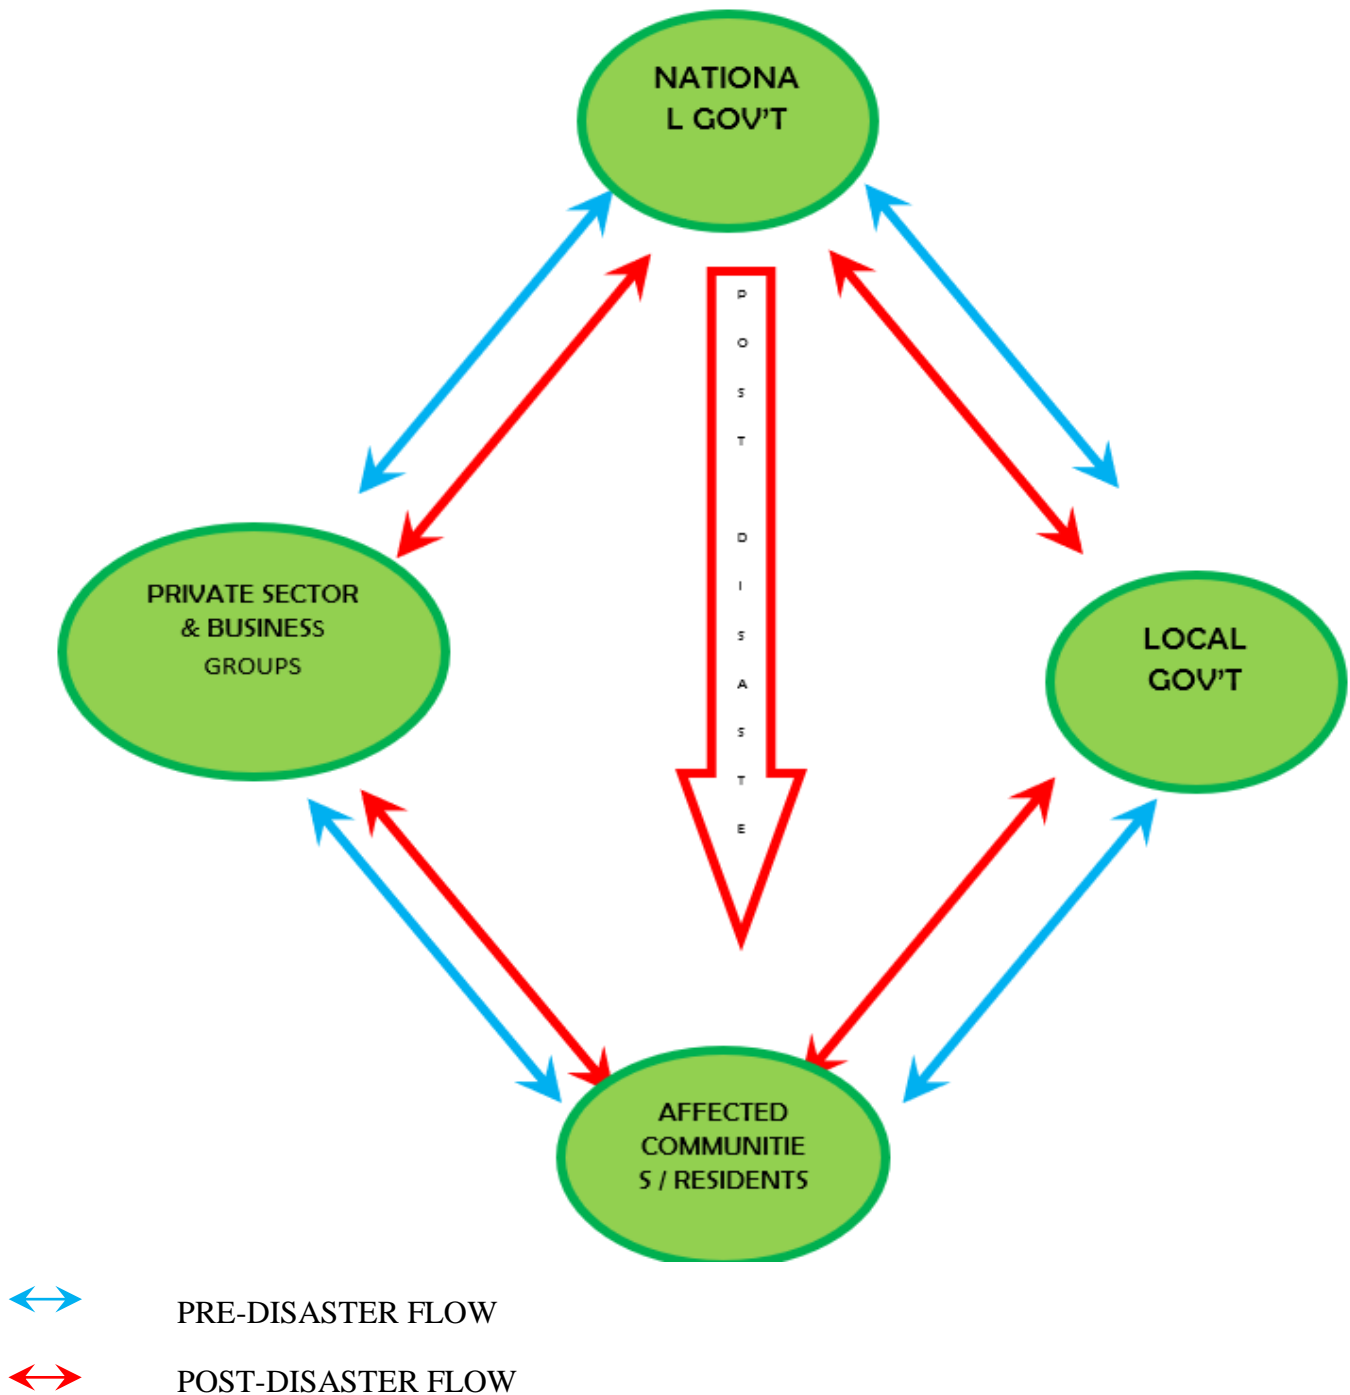 NATIONA
L GOV'T
P
O
S
T
D
I
S
A
S
T
E
PRIVATE SECTOR
& BUSINESS
GROUPS
LOCAL
GOV'T
AFFECTED
COMMUNITIE
S / RESIDENTS
PRE-DISASTER FLOW
POST-DISASTER FLOW